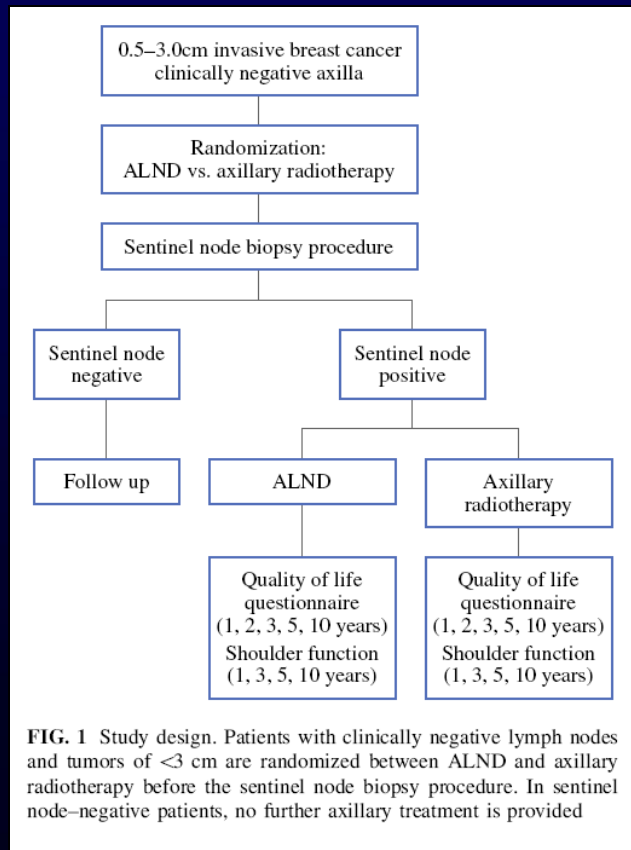 0.5–3.0cm invasive breast cancer
clinically negative axilla
Randomization:
ALND vs. axillary radiotherapy
Sentinel node biopsy procedure
Sentinel node
negative
Sentinel node
positive
Follow up
ALND
Axillary
radiotherapy
Quality of life
questionnaire
(1, 2, 3, 5, 10 years)
Shoulder function
(1, 3, 5, 10 years)
Quality of life
questionnaire
(1, 2, 3, 5, 10 years)
Shoulder function
(1, 3, 5, 10 years)
FIG. 1 Study design. Patients with clinically negative lymph nodes
and tumors of <3 cm are randomized between ALND and axillary
radiotherapy before the sentinel node biopsy procedure. In sentinel
node–negative patients, no further axillary treatment is provided